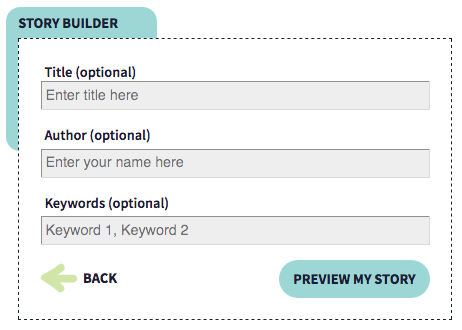 STORY BUILDER
Title (optional)
Enter title here
Author (optional)
Enter your name here
Keywords (optional)
Keyword 1, Keyword 2
BACK
PREVIEW MY STORY